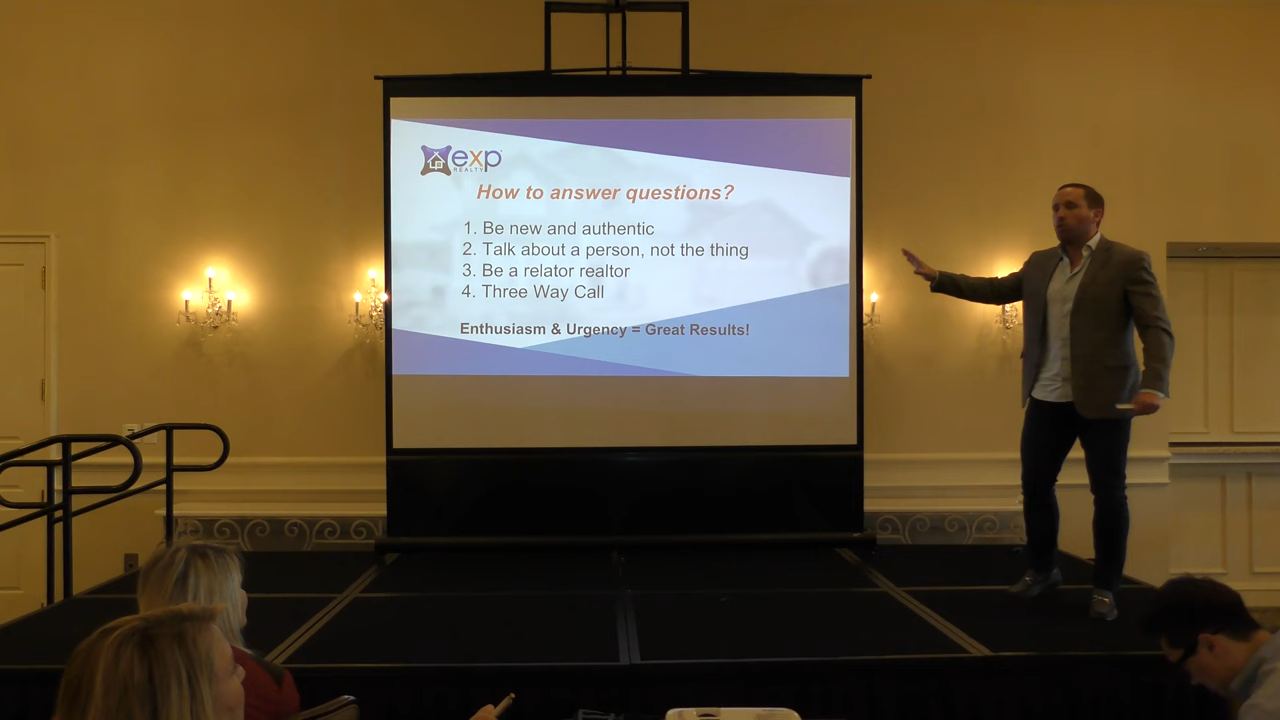 exp
REALTY
How to answer questions?
1. Be new and authentic
2. Talk about a person, not the thing
3. Be a relator realtor
4. Three Way Call
Enthusiasm & Urgency = Great Results!